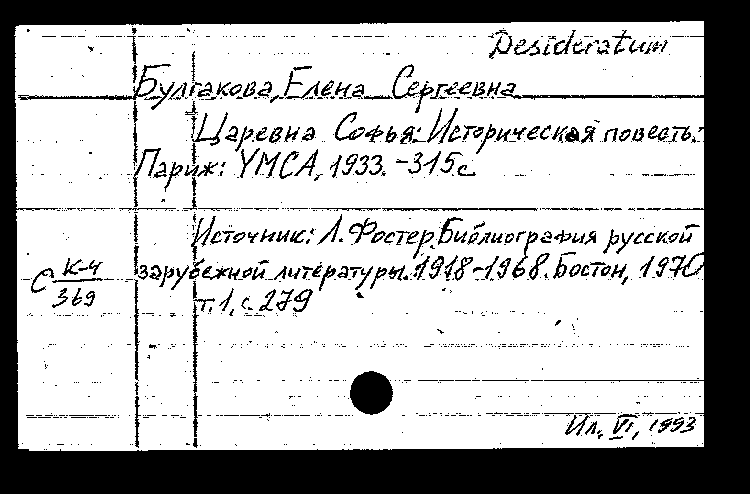 Desideratum
Булгакова, Елена Сергеевна
Царевна Софья: Историческая повесть.-
Париж: YMCA, 1933. -315с.
Источник: Л. Фостер. Библиография русской
зарубежной литературы. 1918-1968. Бостон, 1970
т.1, с. 279
С К-4
369
Ил., VI, 1993